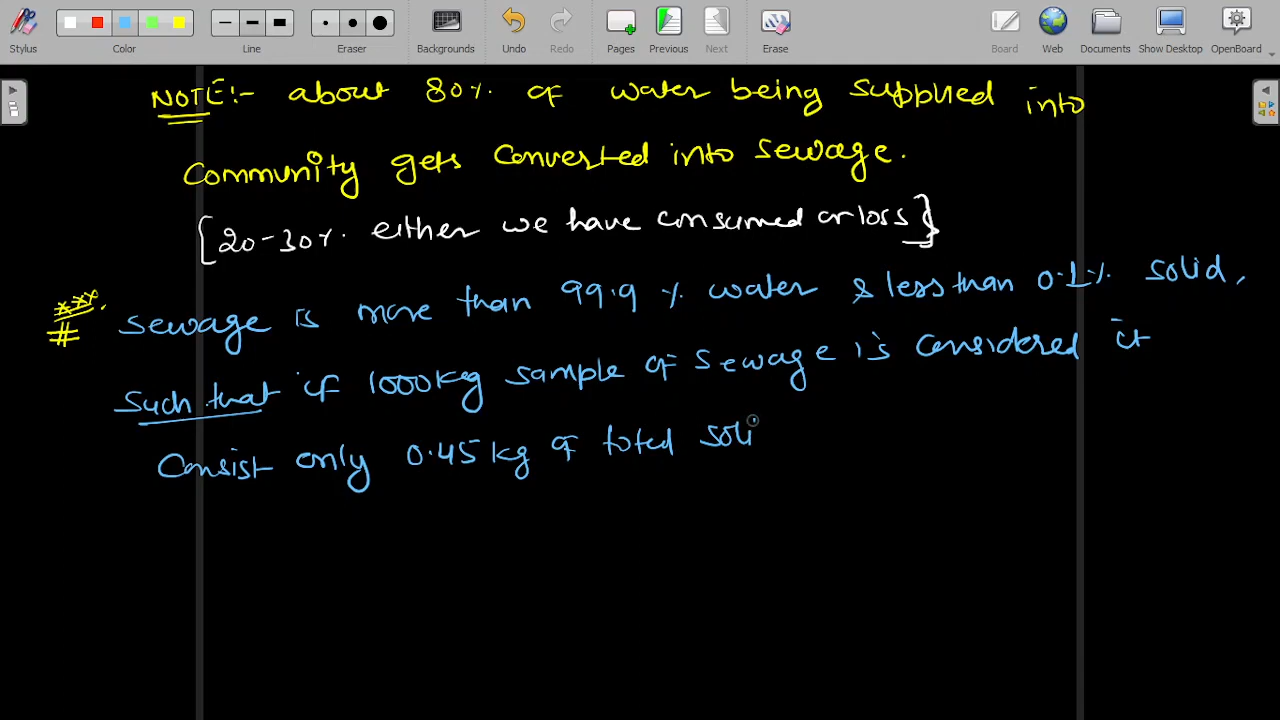 Stylus Color Line Eraser Backgrounds Undo Redo Pages Previous Next Erase Board Web Documents Show Desktop OpenBoard
NOTE:- about 80% of water being supplied into
Community gets Converted into sewage.
[20-30%. either we have consumed or loss]
***.
# Sewage is more than 99.9 % water & less than 0.1% solid,
Such that if 1000kg sample of sewage is considered it
Consist only 0.45 kg of toted soli